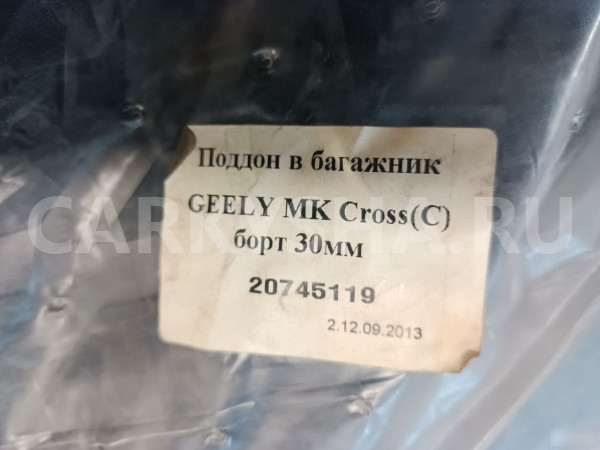 Поддон в багажник
GEELY MK Cross(C)
борт 30мм
20745119
2.12.09.2013